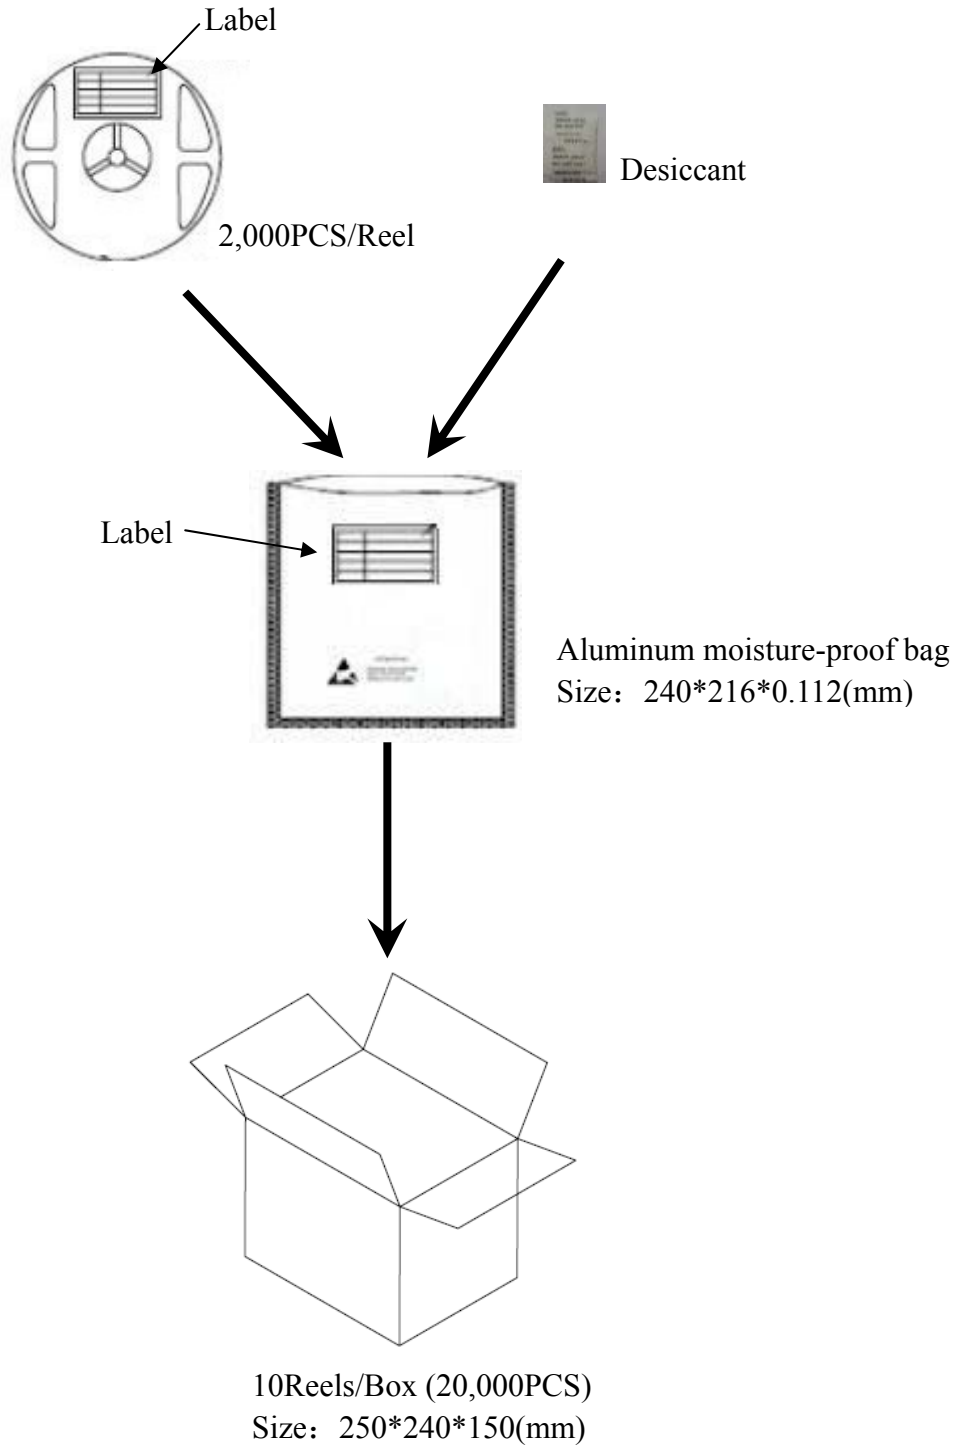 Label
Desiccant
2,000PCS/Reel
Label
Aluminum moisture-proof bag
Size：240*216*0.112(mm)
10Reels/Box (20,000PCS)
Size：250*240*150(mm)